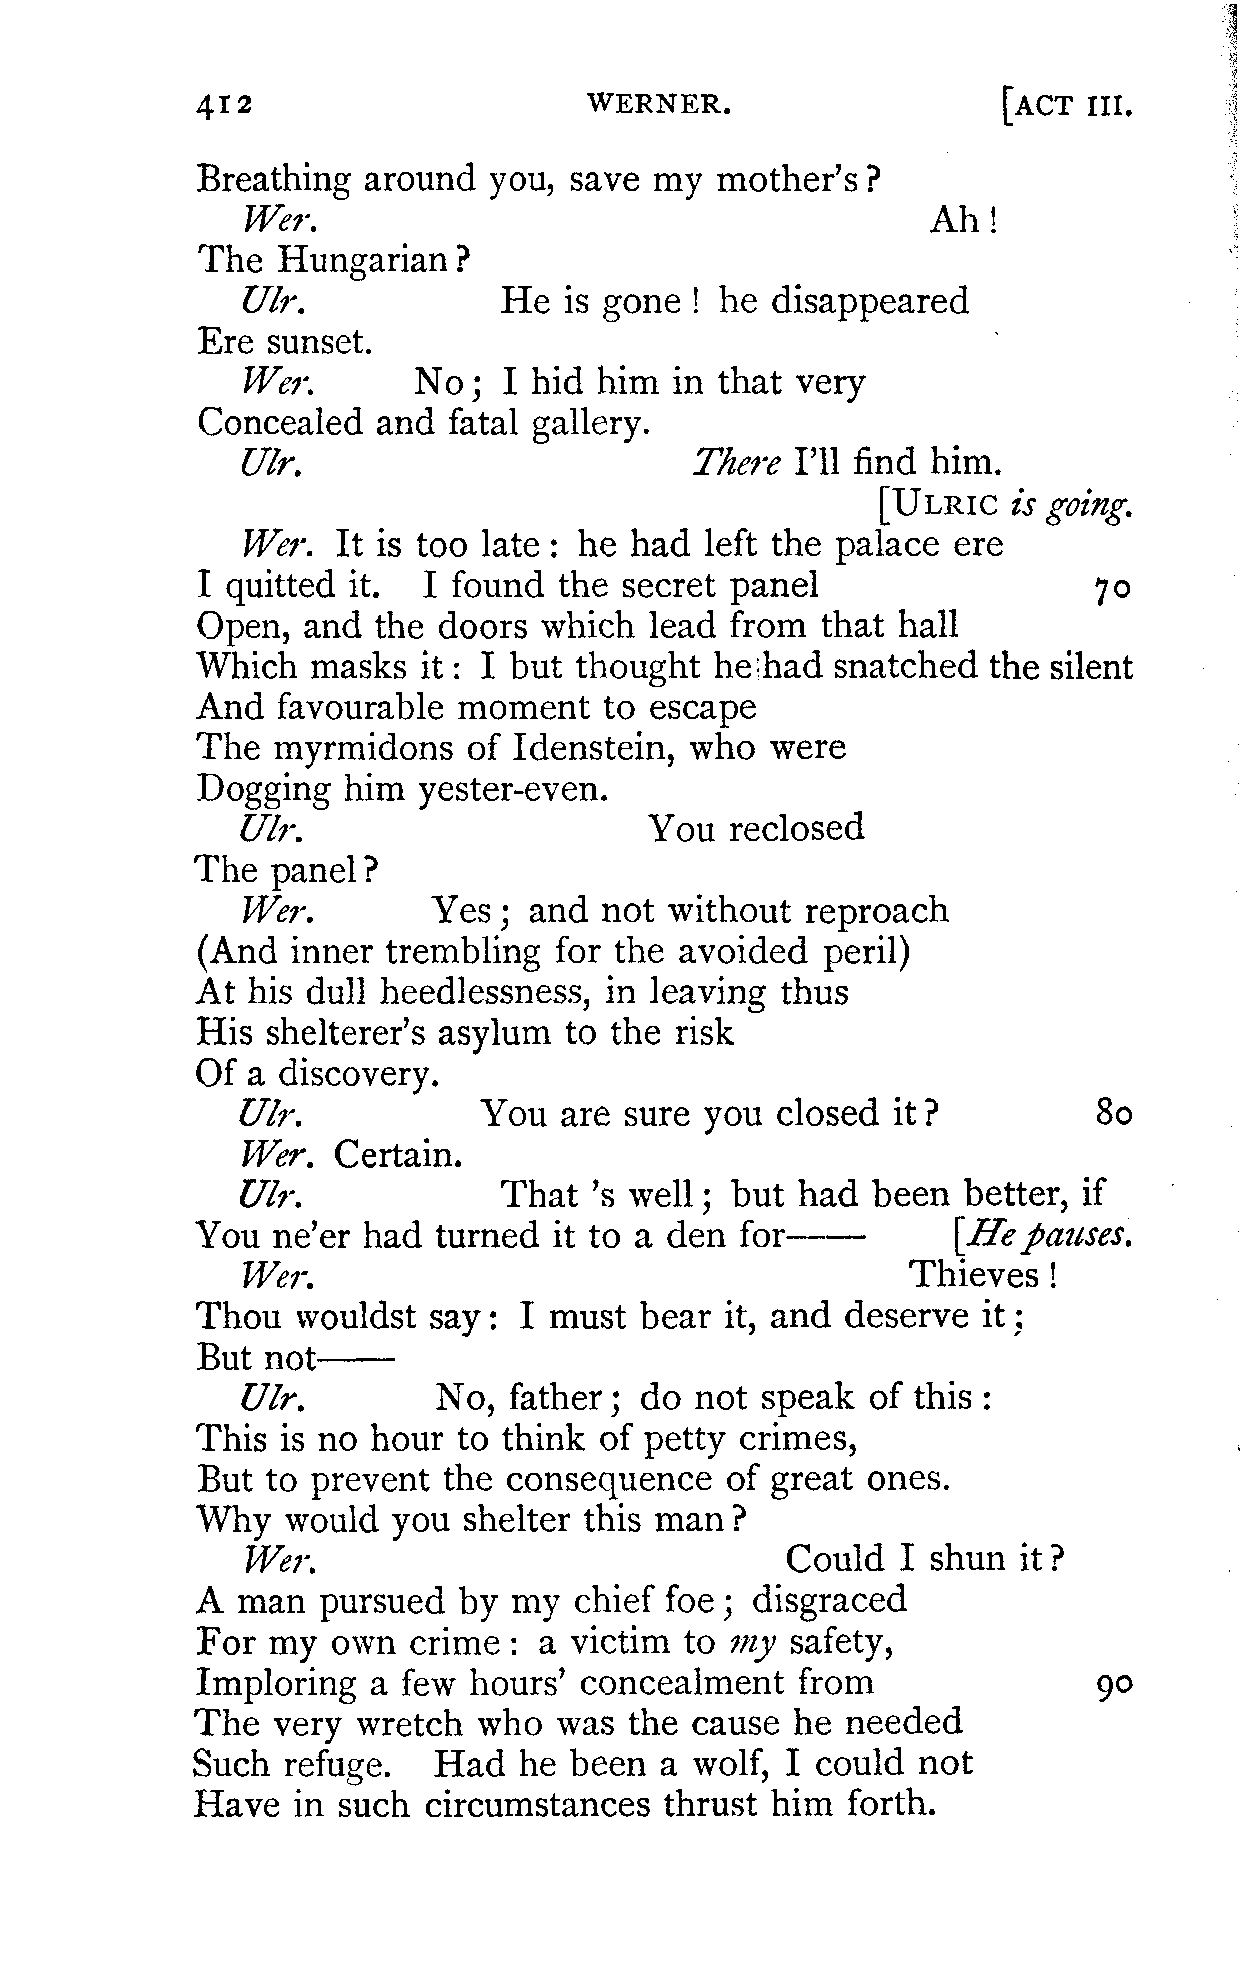 412 WERNER. [ACT III.
Breathing around you, save my mother's?
Wer. Ah!
The Hungarian?
Ulr. He is gone! he disappeared
Ere sunset.
Wer. No; I hid him in that very
Concealed and fatal gallery.
Ulr. There I'll find him.
[ULRIC is going.
Wer. It is too late: he had left the palace ere
I quitted it. I found the secret panel 70
Open, and the doors which lead from that hall
Which masks it: I but thought he had snatched the silent
And favourable moment to escape
The myrmidons of Idenstein, who were
Dogging him yester-even.
Ulr. You reclosed
The panel?
Wer. Yes; and not without reproach
(And inner trembling for the avoided peril)
At his dull heedlessness, in leaving thus
His shelterer's asylum to the risk
Of a discovery.
Ulr. You are sure you closed it? 80
Wer. Certain.
Ulr. That 's well; but had been better, if
You ne'er had turned it to a den for—— [He pauses.
Wer. Thieves!
Thou wouldst say: I must bear it, and deserve it;
But not——
Ulr. No, father; do not speak of this:
This is no hour to think of petty crimes,
But to prevent the consequence of great ones.
Why would you shelter this man?
Wer. Could I shun it?
A man pursued by my chief foe; disgraced
For my own crime: a victim to my safety,
Imploring a few hours' concealment from 90
The very wretch who was the cause he needed
Such refuge. Had he been a wolf, I could not
Have in such circumstances thrust him forth.